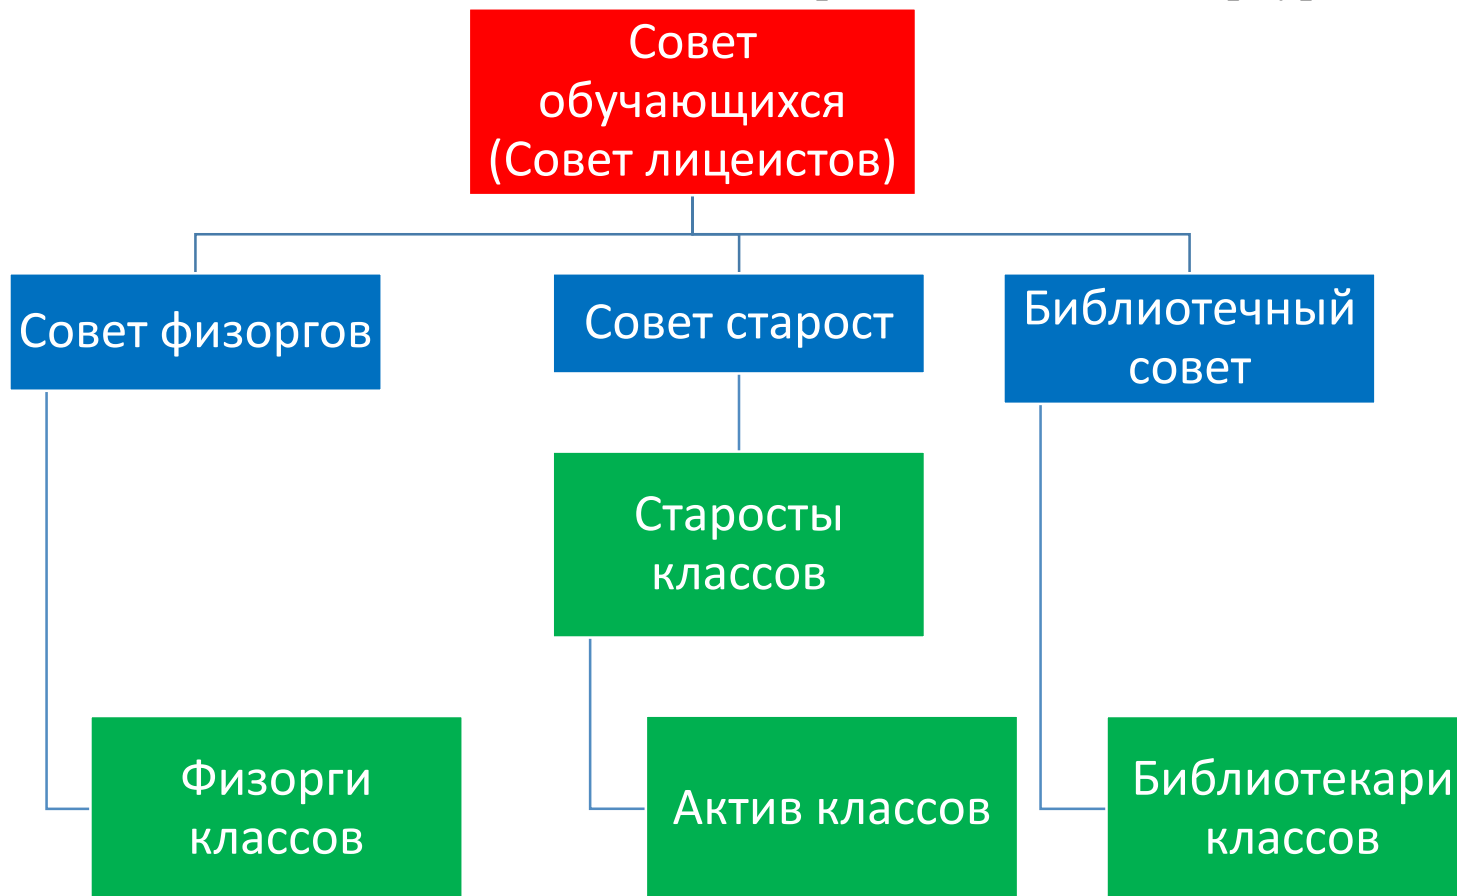 Совет
обучающихся
(Совет лицеистов)
Совет физоргов
Совет старост
Библиотечный
совет
Старосты
классов
Физорги
классов
Актив классов
Библиотекари
классов